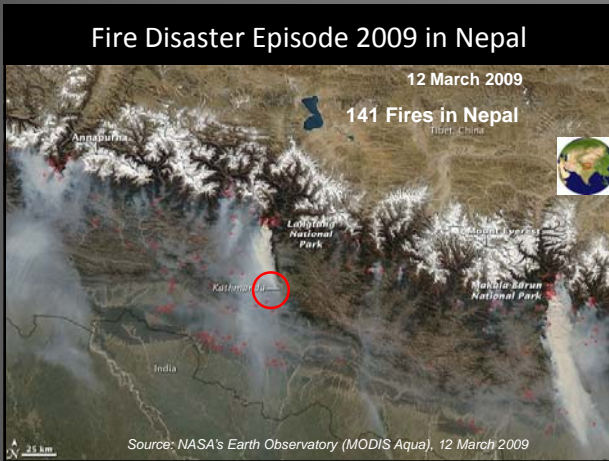 Fire Disaster Episode 2009 in Nepal
12 March 2009
141 Fires in Nepal
Tibet, China
Annapurna
Langtang
National
Park
Mount Everest
Kathmandu
Makalu-Barun
National Park
India
N
25 km
Source: NASA's Earth Observatory (MODIS Aqua), 12 March 2009